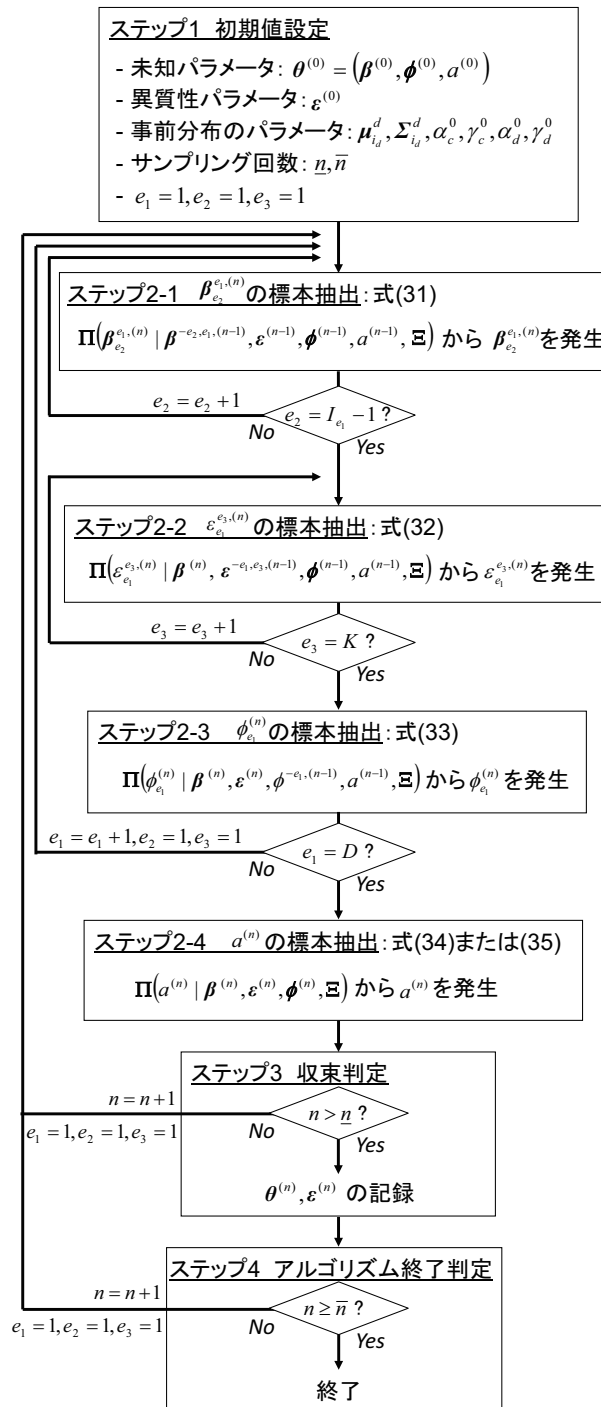 ステップ1 初期値設定
- 未知パラメータ: θ^{(0)} = (β^{(0)}, ϕ^{(0)}, a^{(0)})
- 異質性パラメータ: ε^{(0)}
- 事前分布のパラメータ: μ_{i_d}^{d}, Σ_{i_d}^{d}, α_c^0, γ_c^0, α_d^0, γ_d^0
- サンプリング回数: \underline{n}, \overline{n}
- e_1 = 1, e_2 = 1, e_3 = 1
ステップ2-1 β_{e_2}^{e_1,(n)} の標本抽出: 式(31)
Π(β_{e_2}^{e_1,(n)} | β^{-e_2,e_1,(n-1)}, ε^{(n-1)}, ϕ^{(n-1)}, a^{(n-1)}, Ξ) から β_{e_2}^{e_1,(n)} を発生
e_2 = e_2 + 1
e_2 = I_{e_1} - 1 ?
No
Yes
ステップ2-2 ε_{e_1}^{e_3,(n)} の標本抽出: 式(32)
Π(ε_{e_1}^{e_3,(n)} | β^{(n)}, ε^{-e_1,e_3,(n-1)}, ϕ^{(n-1)}, a^{(n-1)}, Ξ) から ε_{e_1}^{e_3,(n)} を発生
e_3 = e_3 + 1
e_3 = K ?
No
Yes
ステップ2-3 ϕ_{e_1}^{(n)} の標本抽出: 式(33)
Π(ϕ_{e_1}^{(n)} | β^{(n)}, ε^{(n)}, ϕ^{-e_1,(n-1)}, a^{(n-1)}, Ξ) から ϕ_{e_1}^{(n)} を発生
e_1 = e_1 + 1, e_2 = 1, e_3 = 1
e_1 = D ?
No
Yes
ステップ2-4 a^{(n)} の標本抽出: 式(34)または(35)
Π(a^{(n)} | β^{(n)}, ε^{(n)}, ϕ^{(n)}, Ξ) から a^{(n)} を発生
ステップ3 収束判定
n = n + 1
n > \underline{n} ?
e_1 = 1, e_2 = 1, e_3 = 1
No
Yes
θ^{(n)}, ε^{(n)} の記録
ステップ4 アルゴリズム終了判定
n = n + 1
n ≥ \overline{n} ?
e_1 = 1, e_2 = 1, e_3 = 1
No
Yes
終了